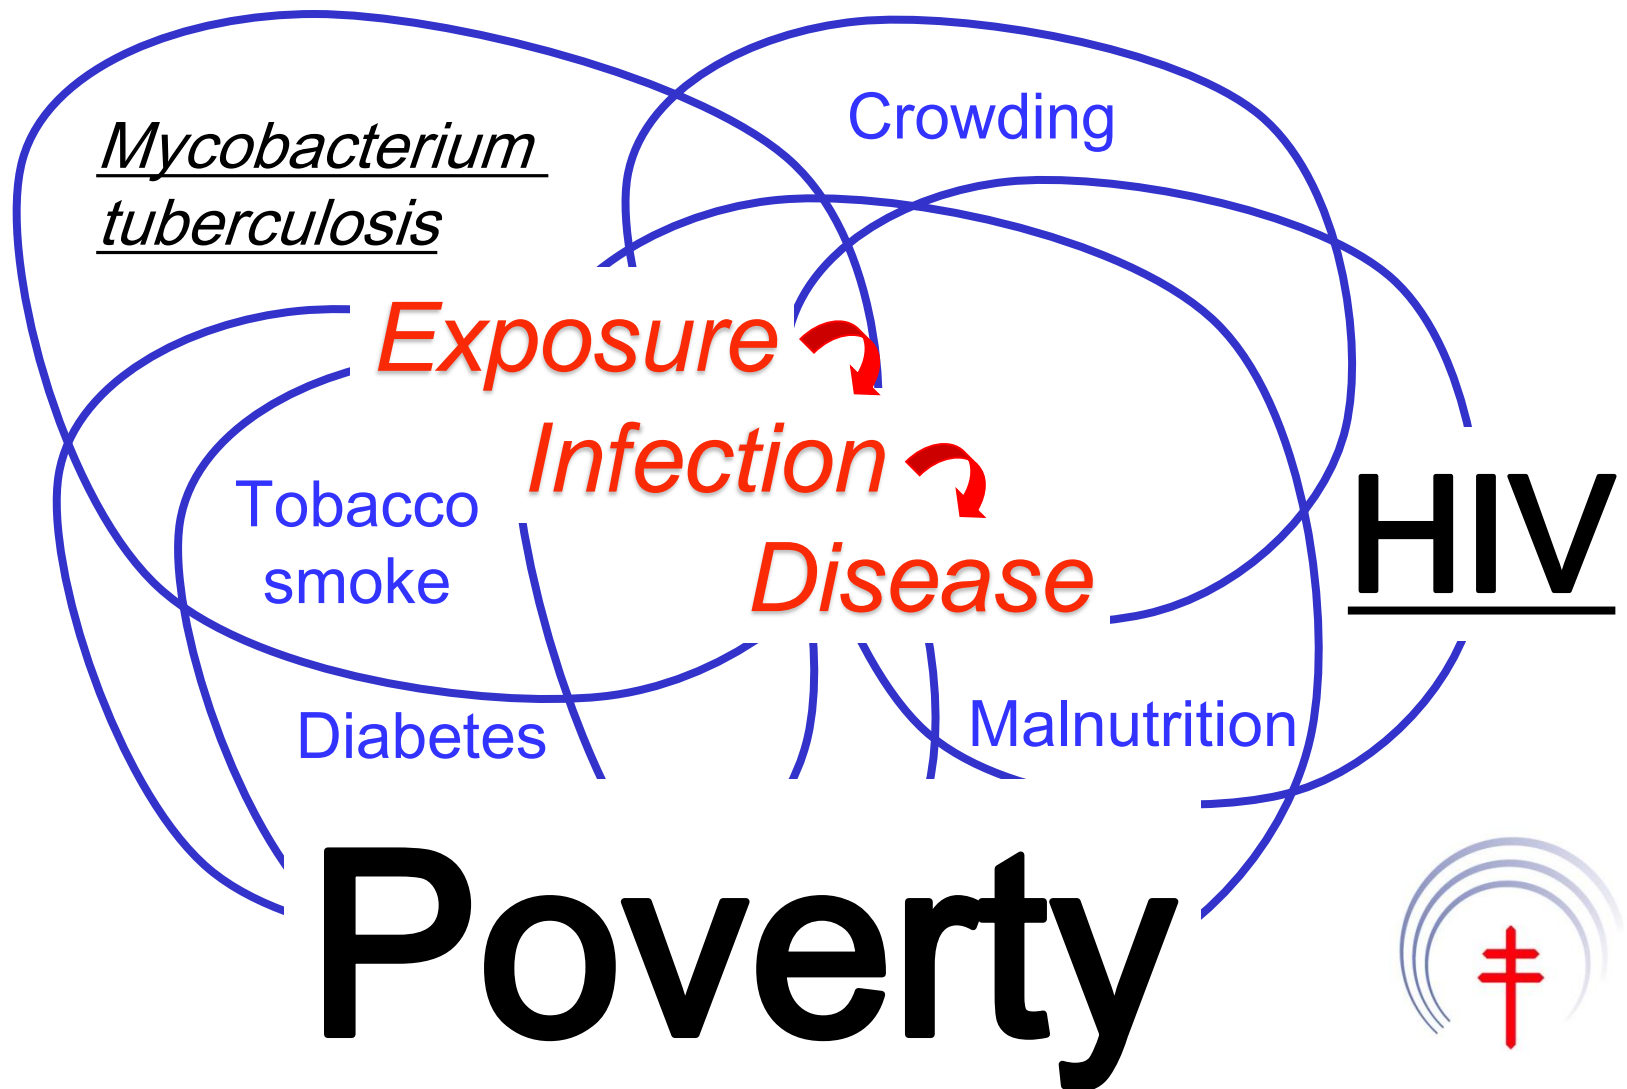 Mycobacterium
tuberculosis
Crowding
Exposure
Infection
Disease
Tobacco
smoke
HIV
Diabetes
Malnutrition
Poverty